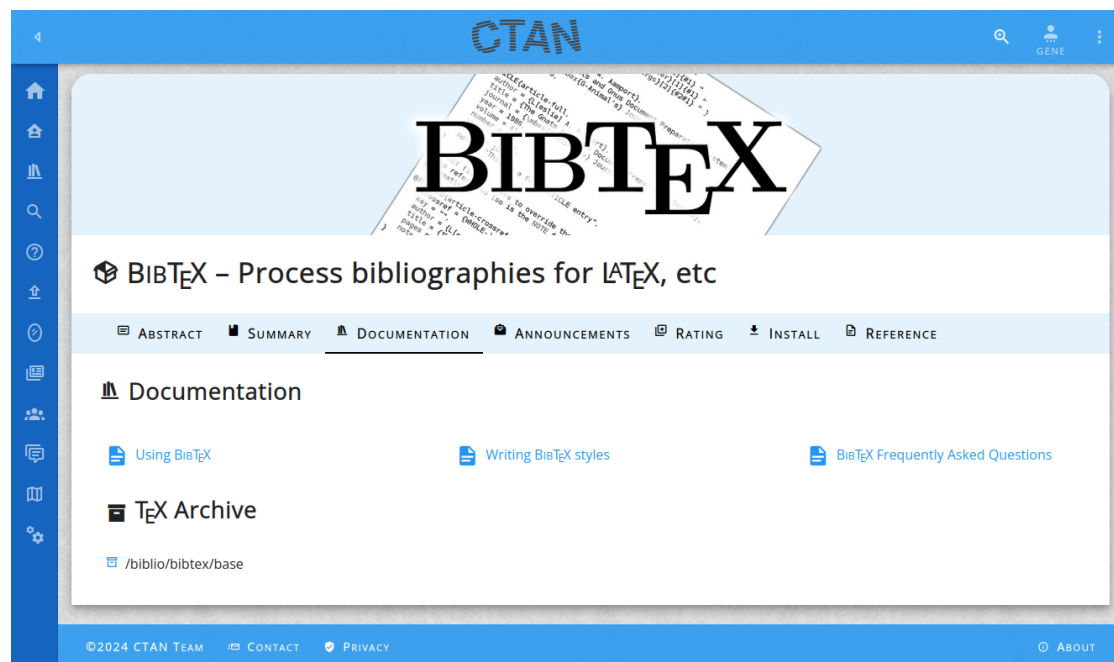 CTAN
GENE
BIBTEX
BIBTEX – Process bibliographies for LATEX, etc
ABSTRACT SUMMARY DOCUMENTATION ANNOUNCEMENTS RATING INSTALL REFERENCE
Documentation
Using BIBTEX Writing BIBTEX styles BIBTEX Frequently Asked Questions
TEX Archive
/biblio/bibtex/base
©2024 CTAN TEAM CONTACT PRIVACY ABOUT